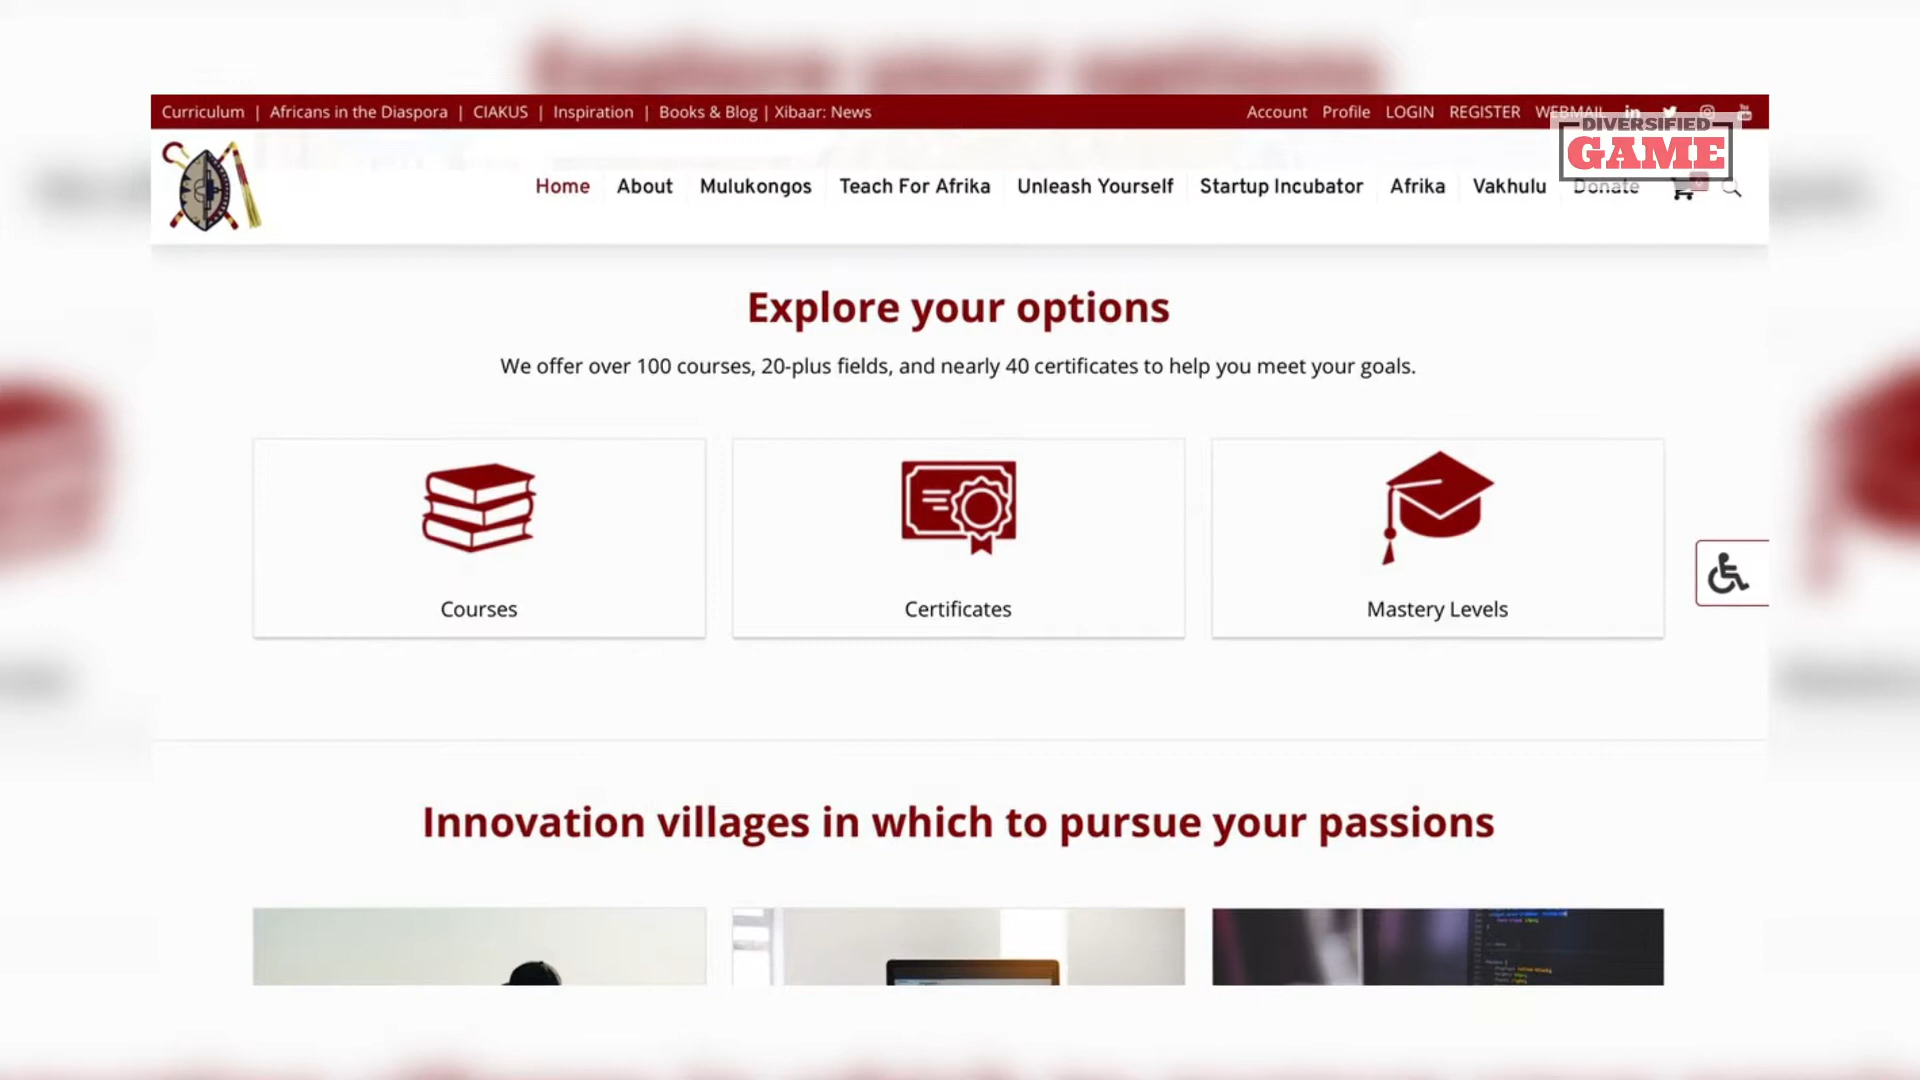 Curriculum | Africans in the Diaspora | CIAKUS | Inspiration | Books & Blog | Xibaar: News
Account Profile LOGIN REGISTER WEBMAIL
DIVERSIFIED
GAME
Home About Mulukongos Teach For Afrika Unleash Yourself Startup Incubator Afrika Vakhulu Donate
Explore your options
We offer over 100 courses, 20-plus fields, and nearly 40 certificates to help you meet your goals.
Courses Certificates Mastery Levels
Innovation villages in which to pursue your passions